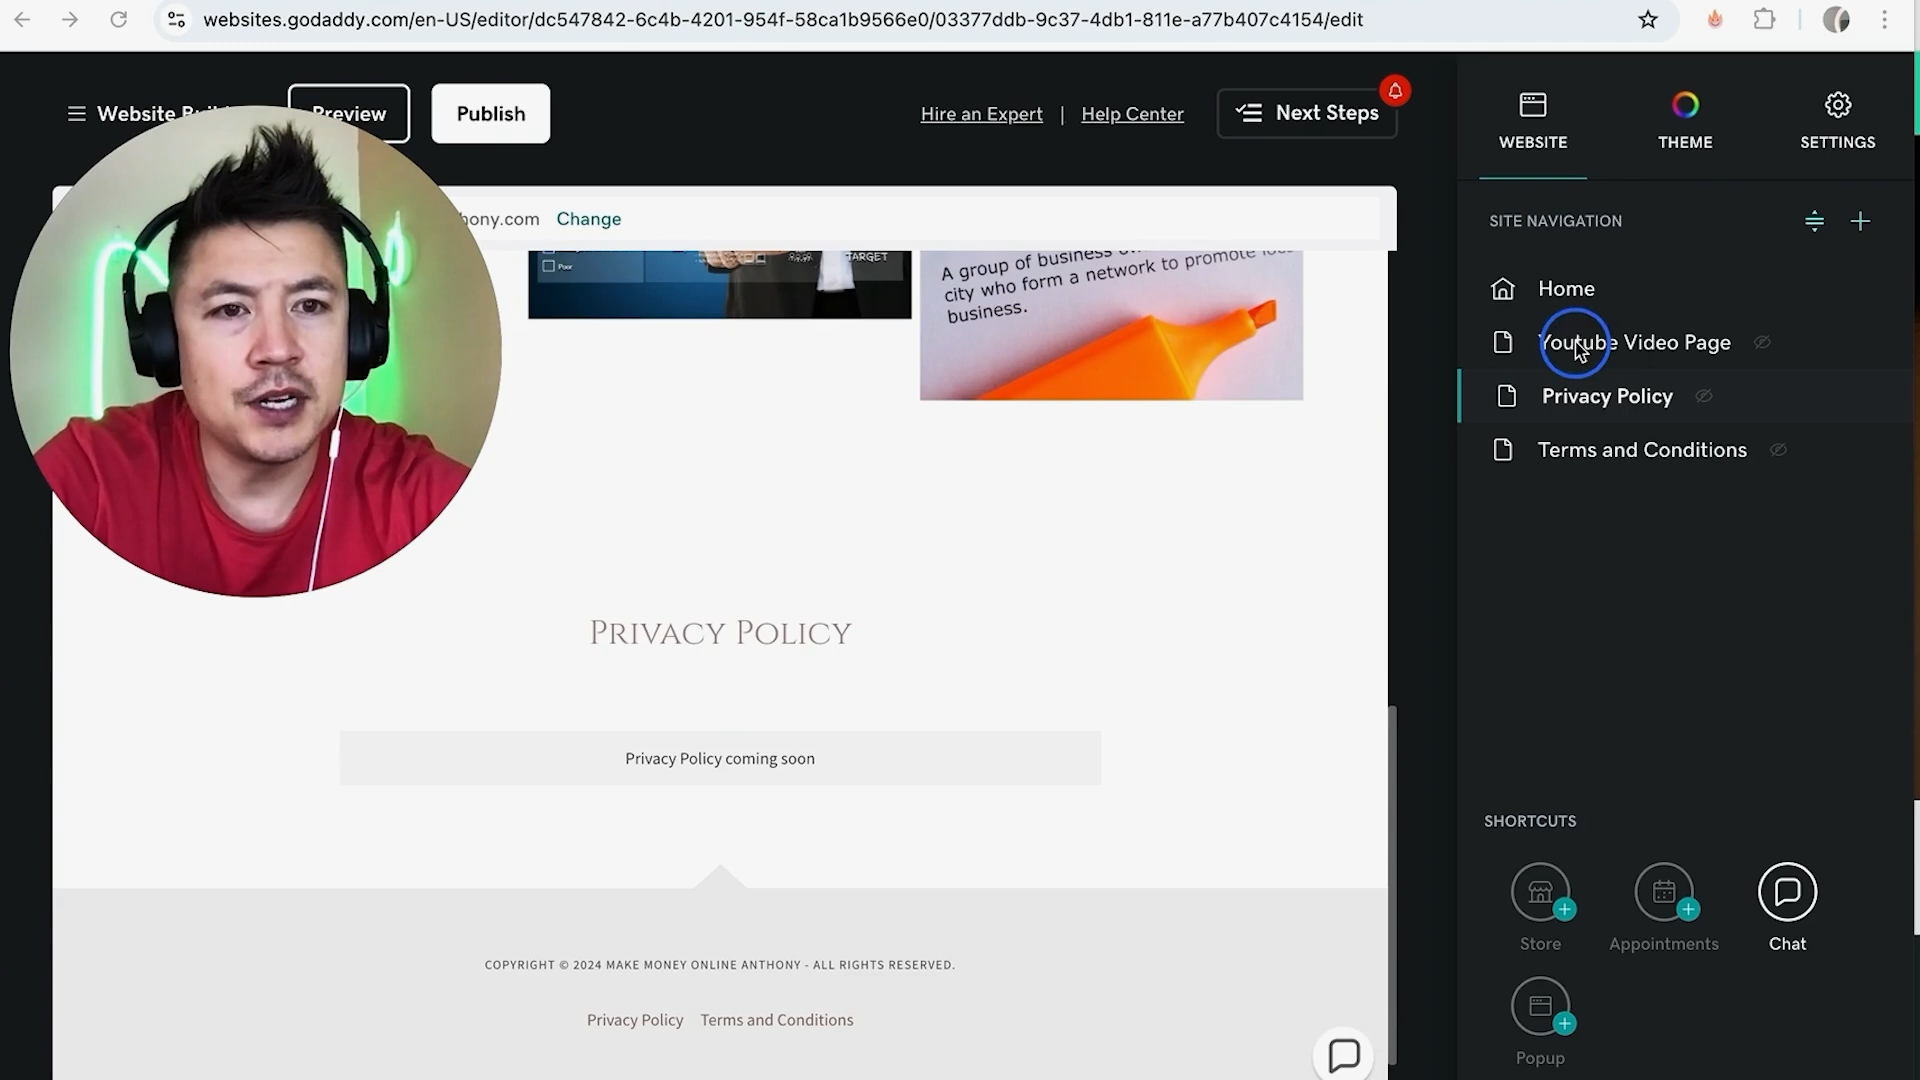 websites.godaddy.com/en-US/editor/dc547842-6c4b-4201-954f-58ca1b9566e0/03377ddb-9c37-4db1-811e-a77b407c4154/edit
Website
Preview
Publish
Hire an Expert | Help Center
Next Steps
WEBSITE
THEME
SETTINGS
hony.com Change
SITE NAVIGATION
Home
Youtube Video Page
Privacy Policy
Terms and Conditions
Poor
TARGET
A group of business
city who form a network to promote
business.
Privacy Policy
Privacy Policy coming soon
COPYRIGHT © 2024 MAKE MONEY ONLINE ANTHONY - ALL RIGHTS RESERVED.
Privacy Policy Terms and Conditions
SHORTCUTS
Store
Appointments
Chat
Popup